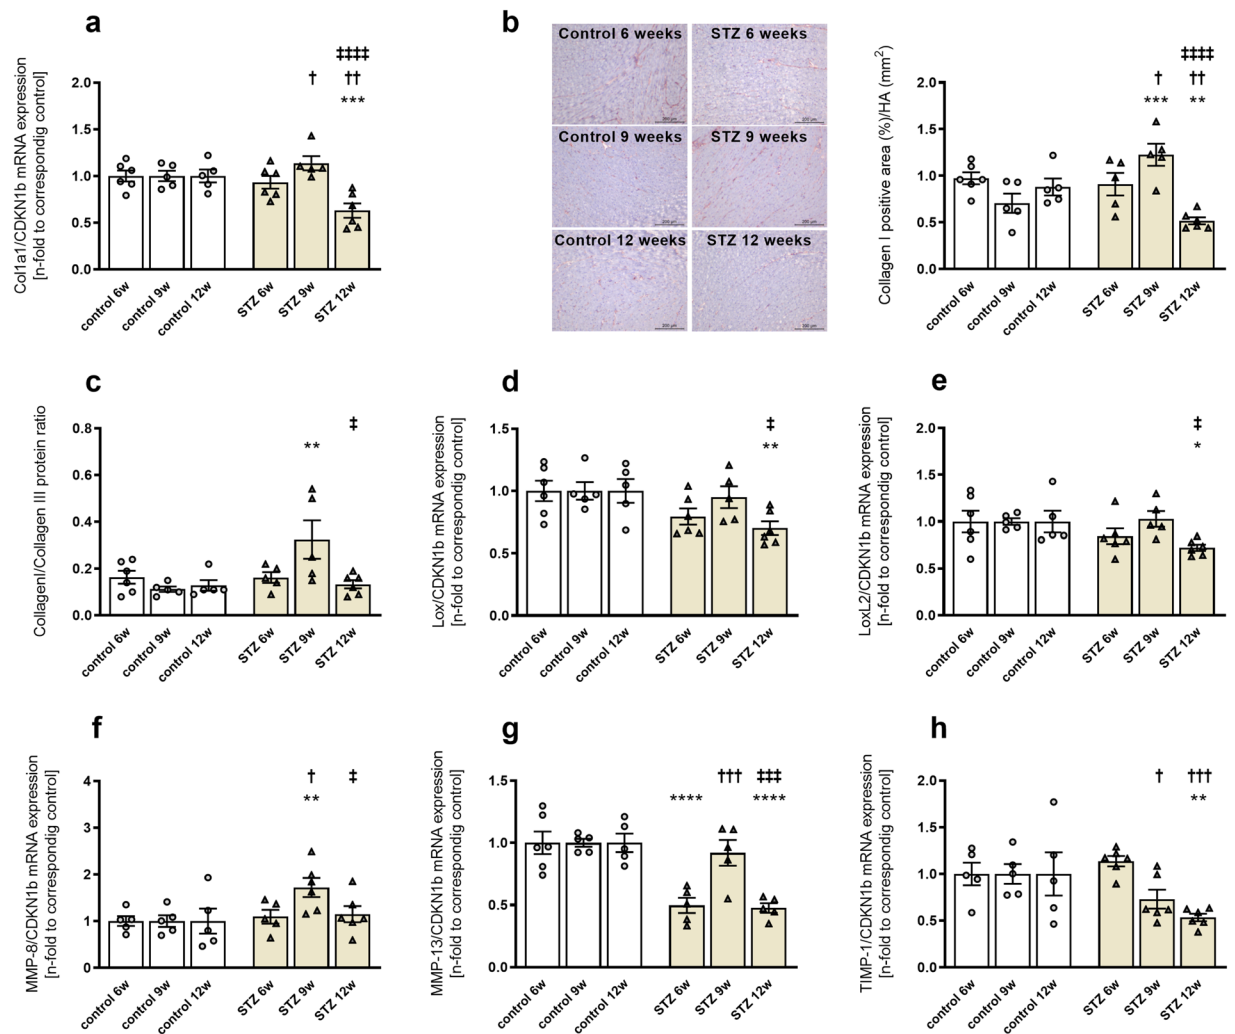 a
Col1a1/CDKN1b mRNA expression
[n-fold to correspondig control]
2.0
1.5
1.0
0.5
0.0
‡‡‡‡
† ††
***
control 6w control 9w control 12w STZ 6w STZ 9w STZ 12w
b
Control 6 weeks STZ 6 weeks
Control 9 weeks STZ 9 weeks
Control 12 weeks STZ 12 weeks
200 µm
200 µm
200 µm
200 µm
200 µm
200 µm
Collagen I positive area (%)/HA (mm²)
2.0
1.5
1.0
0.5
0.0
‡‡‡‡
† ††
*** **
control 6w control 9w control 12w STZ 6w STZ 9w STZ 12w
c
CollagenI/Collagen III protein ratio
0.8
0.6
0.4
0.2
0.0
‡
**
control 6w control 9w control 12w STZ 6w STZ 9w STZ 12w
d
Lox/CDKN1b mRNA expression
[n-fold to correspondig control]
1.5
1.0
0.5
0.0
‡
**
control 6w control 9w control 12w STZ 6w STZ 9w STZ 12w
e
LoxL2/CDKN1b mRNA expression
[n-fold to correspondig control]
2.0
1.5
1.0
0.5
0.0
‡
*
control 6w control 9w control 12w STZ 6w STZ 9w STZ 12w
f
MMP-8/CDKN1b mRNA expression
[n-fold to correspondig control]
4
3
2
1
0
† ‡
**
control 6w control 9w control 12w STZ 6w STZ 9w STZ 12w
g
MMP-13/CDKN1b mRNA expression
[n-fold to correspondig control]
1.5
1.0
0.5
0.0
††† ‡‡‡
**** ****
control 6w control 9w control 12w STZ 6w STZ 9w STZ 12w
h
TIMP-1/CDKN1b mRNA expression
[n-fold to correspondig control]
2.0
1.5
1.0
0.5
0.0
† †††
**
control 6w control 9w control 12w STZ 6w STZ 9w STZ 12w